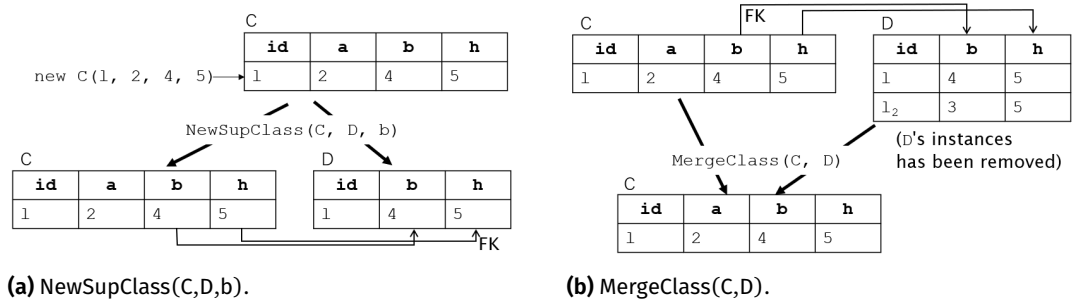 C
id a b h
new C(1, 2, 4, 5) 1 2 4 5
NewSupClass(C, D, b)
C
id a b h
1 2 4 5
D
id b h
1 4 5
FK
(a) NewSupClass(C,D,b).
FK
C
id a b h
1 2 4 5
D
id b h
1 4 5
1₂ 3 5
(D's instances
has been removed)
MergeClass(C, D)
C
id a b h
1 2 4 5
(b) MergeClass(C,D).